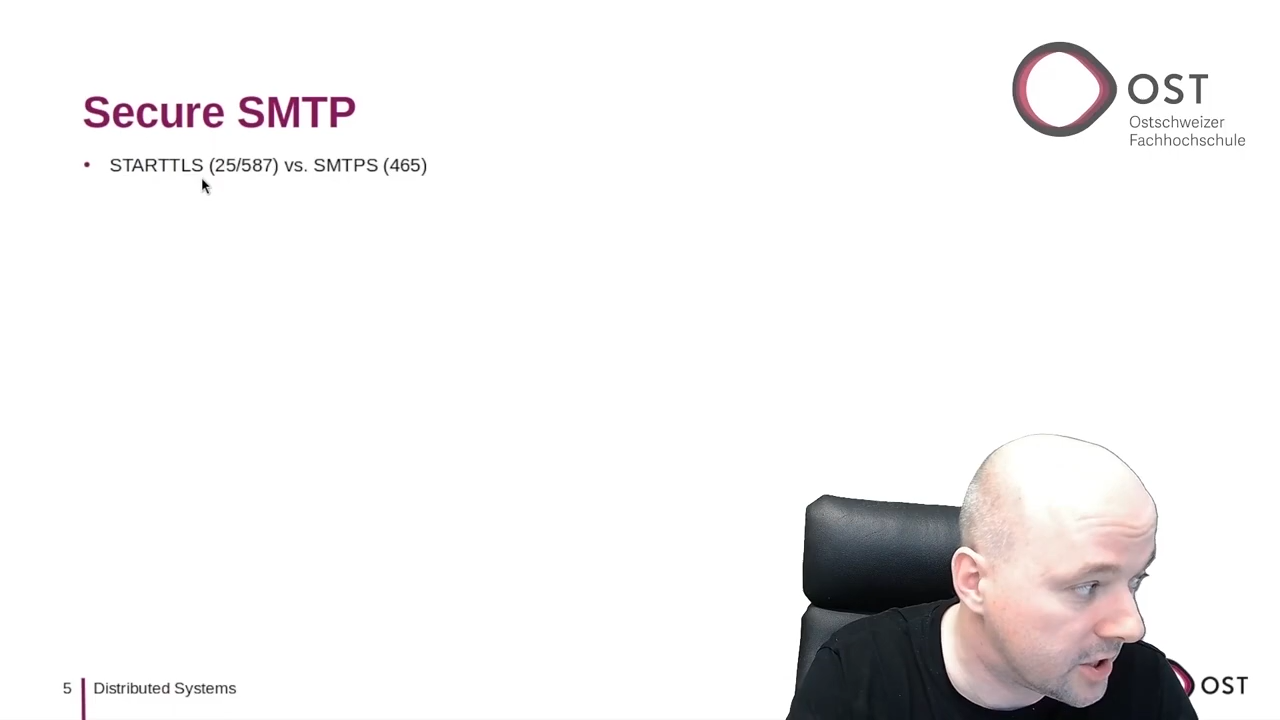 Secure SMTP
OST
Ostschweizer
Fachhochschule
• STARTTLS (25/587) vs. SMTPS (465)
5
Distributed Systems
OST